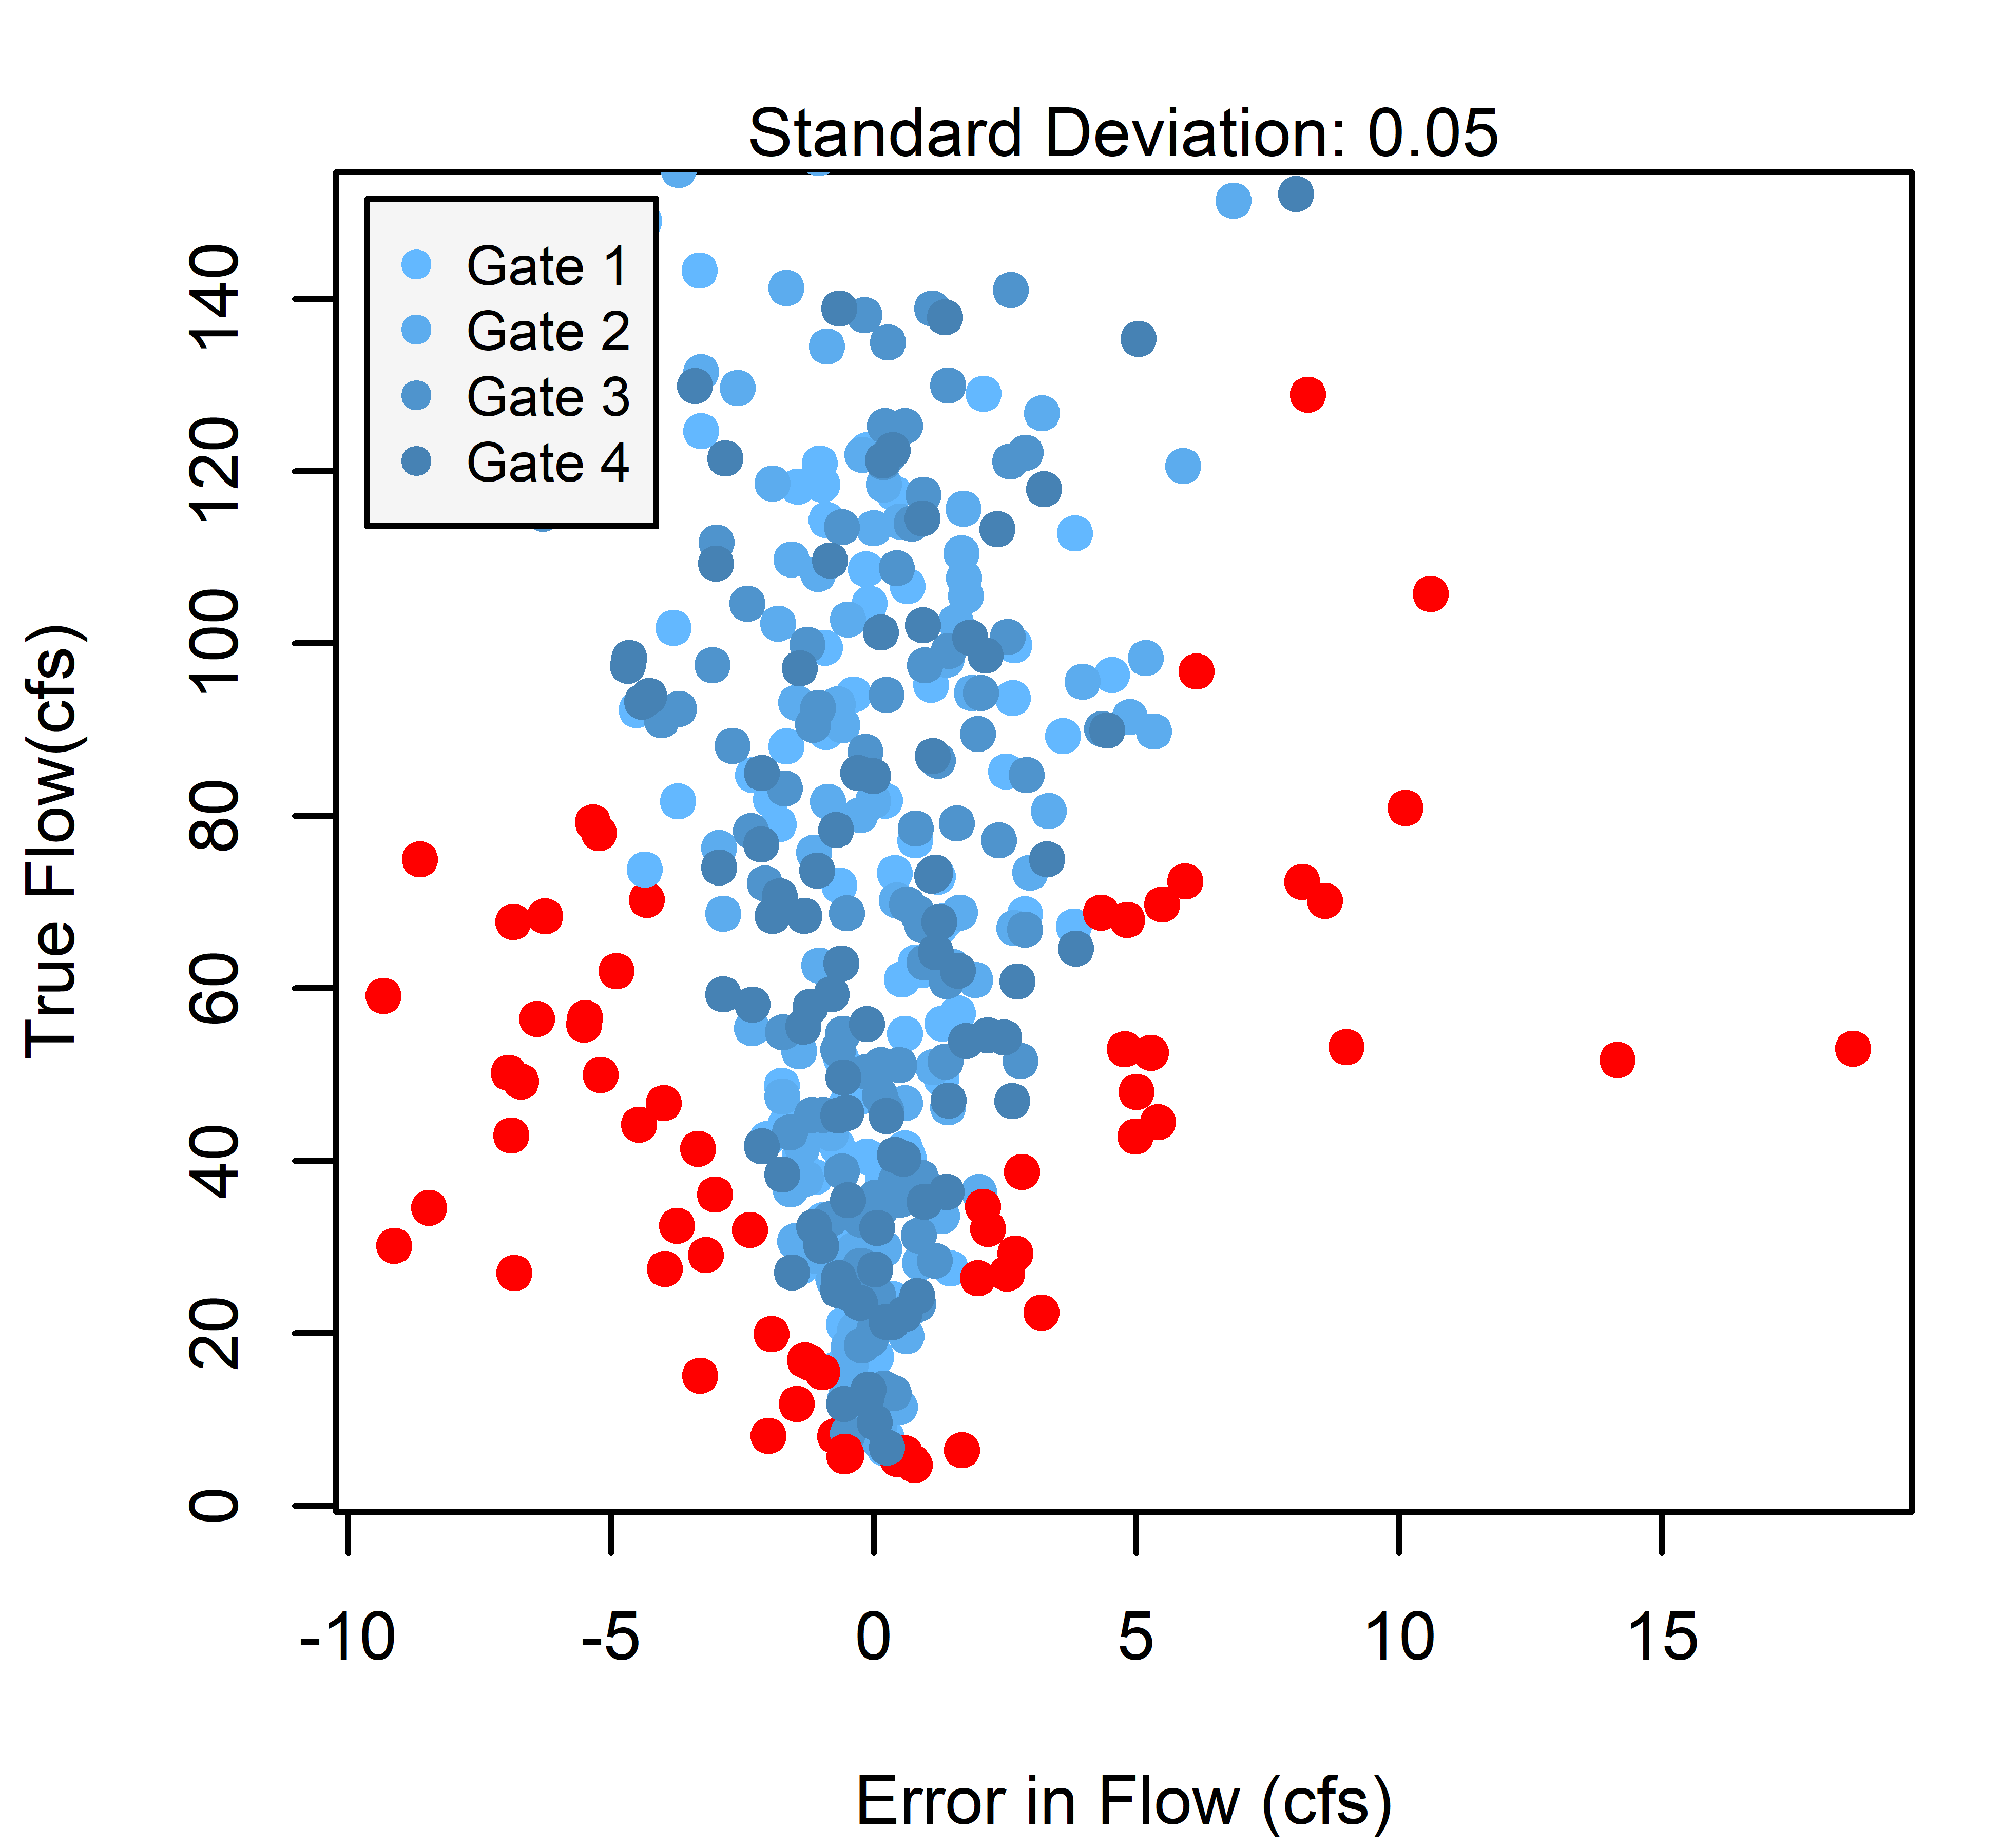 Standard Deviation: 0.05
Gate 1
Gate 2
Gate 3
Gate 4
True Flow(cfs)
140
120
100
80
60
40
20
0
-10 -5 0 5 10 15
Error in Flow (cfs)